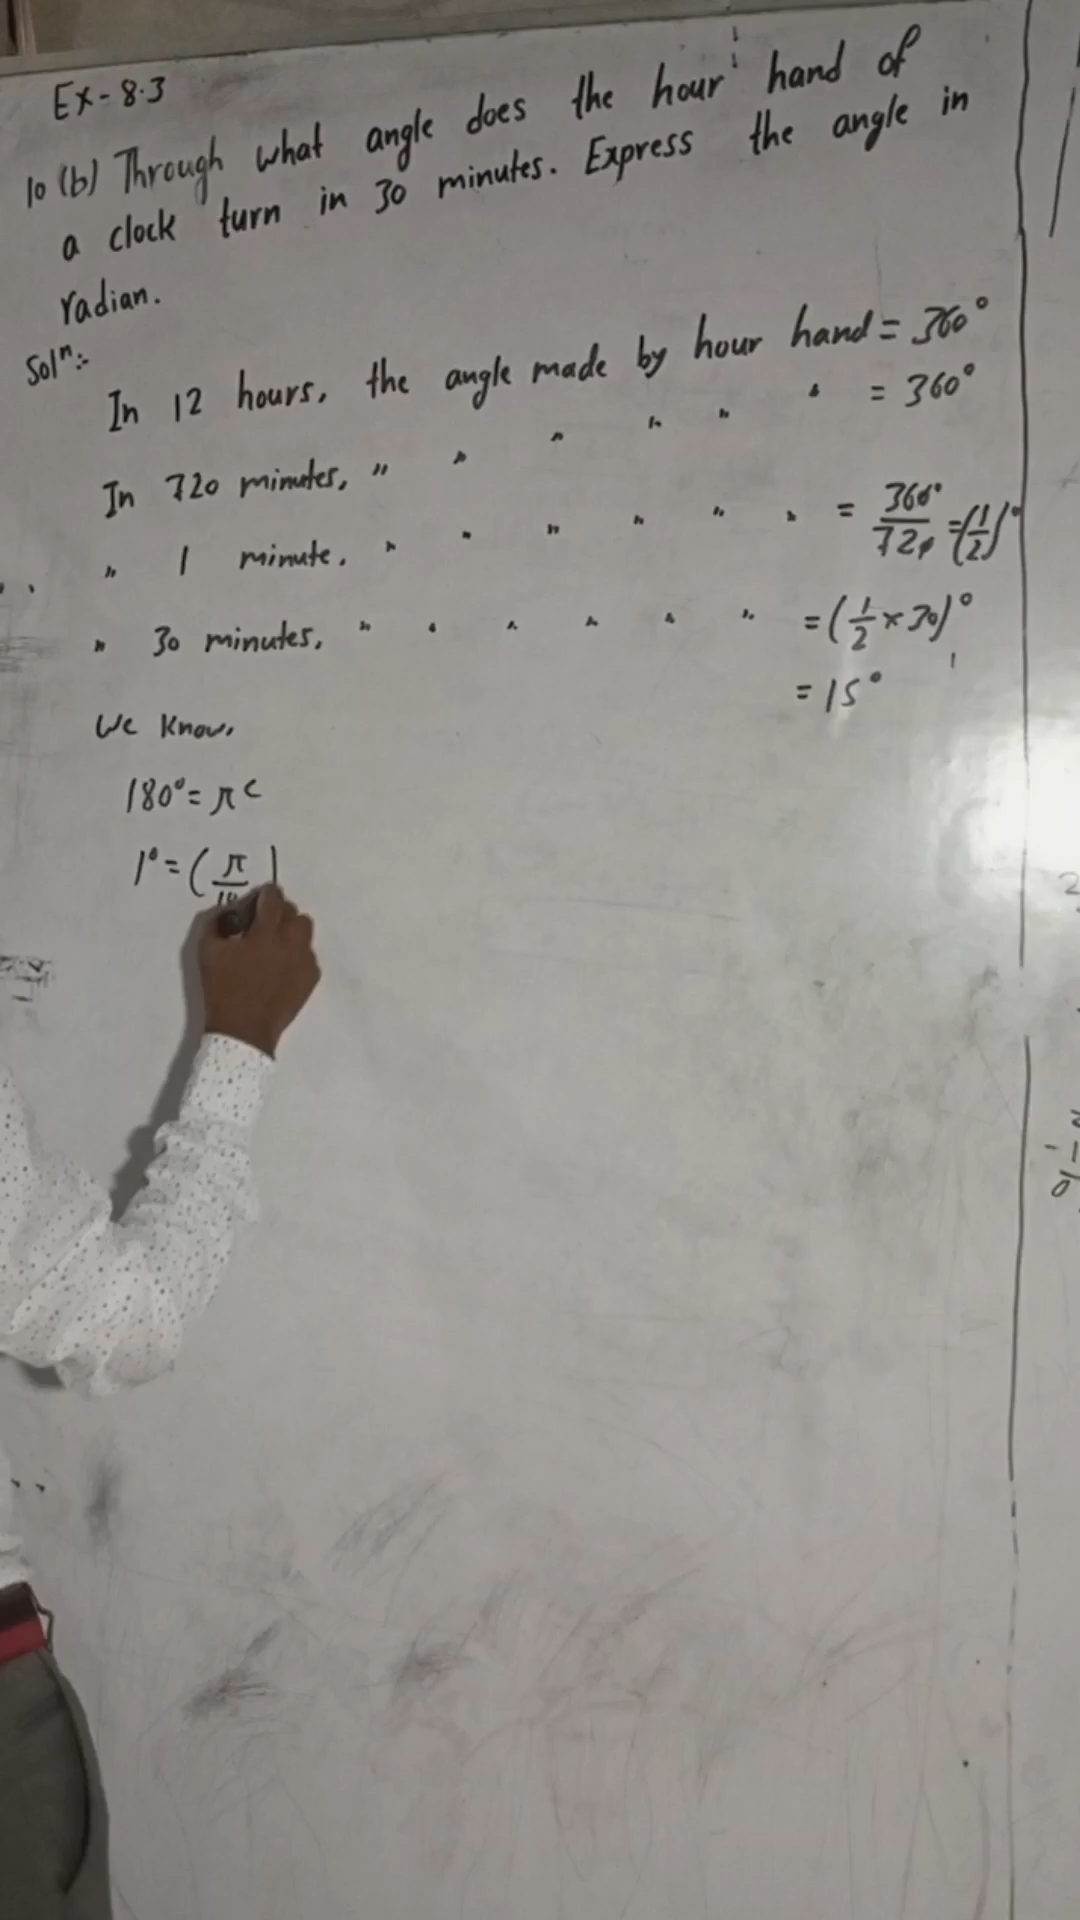 Ex-8.3
10 (b) Through what angle does the hour hand of
a clock turn in 30 minutes. Express the angle in
radian.
Solⁿ:-
In 12 hours, the angle made by hour hand = 360°
In 720 minutes, " " " " " " = 360°
" 1 minute, " " " " " " = 360°/720 = (1/2)°
" 30 minutes, " " " " " " = (1/2 × 30)°
= 15°
We know,
180° = πᶜ
1° = (π/18 )